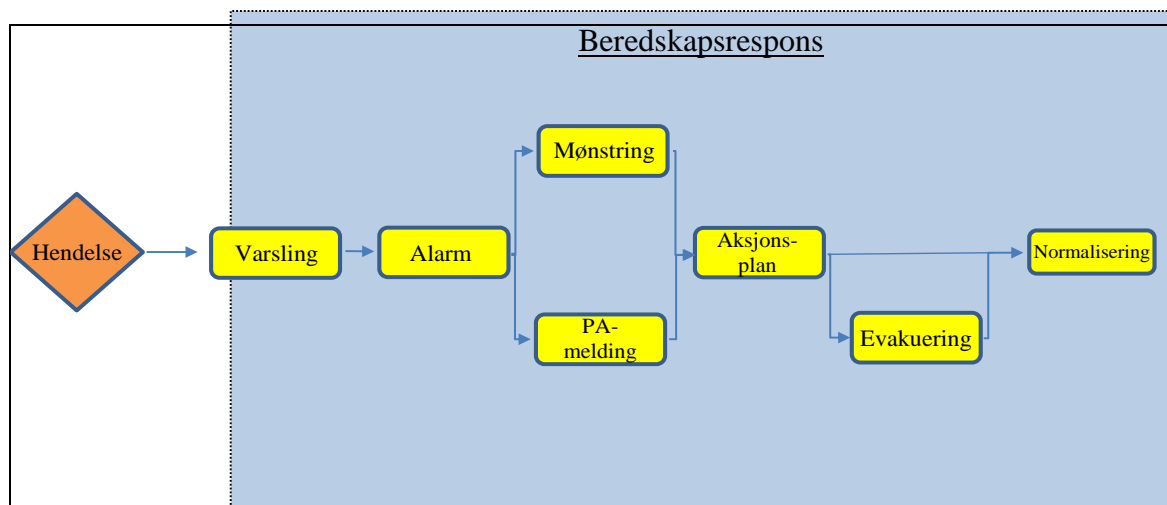 Beredskapsrespons
Hendelse
Varsling
Alarm
Mønstring
PA-
melding
Aksjons-
plan
Evakuering
Normalisering